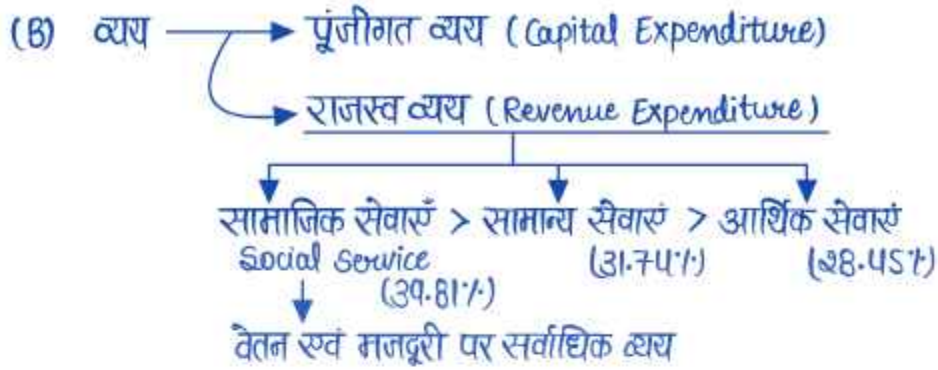 (B) व्यय → पूंजीगत व्यय (Capital Expenditure)
→ राजस्व व्यय (Revenue Expenditure)
सामाजिक सेवाएँ > सामान्य सेवाएं > आर्थिक सेवाएं
Social Service (31.74%) (28.45%)
(39.81%)
वेतन एवं मजदूरी पर सर्वाधिक व्यय